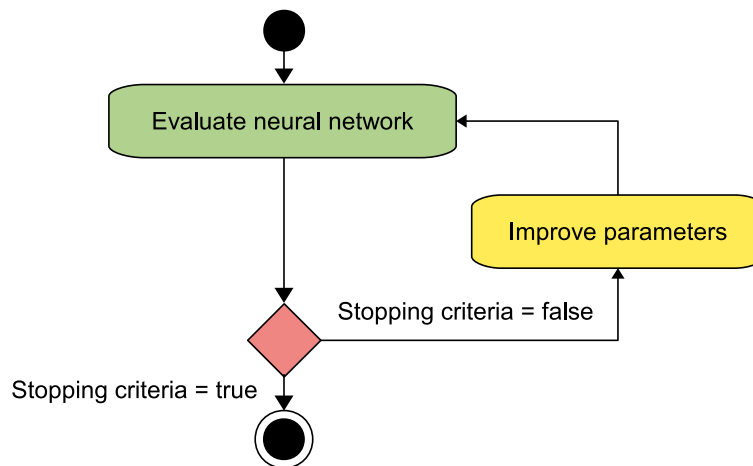 Evaluate neural network
Improve parameters
Stopping criteria = false
Stopping criteria = true